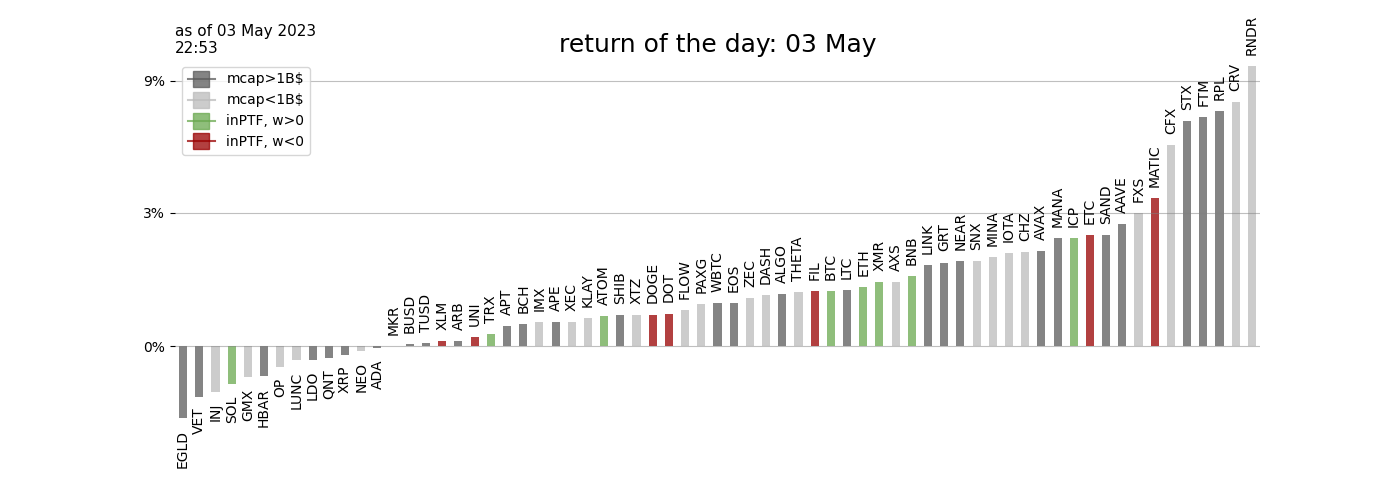 as of 03 May 2023
22:53
return of the day: 03 May
mcap>1B$
mcap<1B$
inPTF, w>0
inPTF, w<0
9%
3%
0%
EGLD
VET
INJ
SOL
GMX
HBAR
OP
LUNC
LDO
QNT
XRP
NEO
ADA
MKR
BUSD
TUSD
XLM
ARB
UNI
TRX
APT
BCH
IMX
APE
XEC
KLAY
ATOM
SHIB
XTZ
DOGE
DOT
FLOW
PAXG
WBTC
EOS
ZEC
DASH
ALGO
THETA
FIL
BTC
LTC
ETH
XMR
AXS
BNB
LINK
GRT
NEAR
SNX
MINA
IOTA
CHZ
AVAX
MANA
ICP
ETC
SAND
AAVE
FXS
MATIC
CFX
STX
FTM
RPL
CRV
RNDR